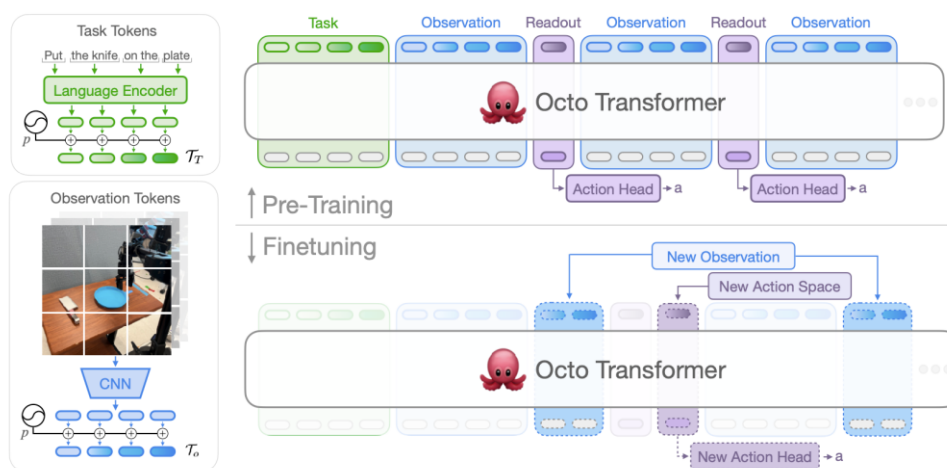 Task Tokens
Put the knife on the plate
Language Encoder
p
𝒯_T
Observation Tokens
CNN
p
𝒯_o
Task Observation Readout Observation Readout Observation
Octo Transformer
Action Head a Action Head a
Pre-Training
Finetuning
New Observation
New Action Space
Octo Transformer
New Action Head a